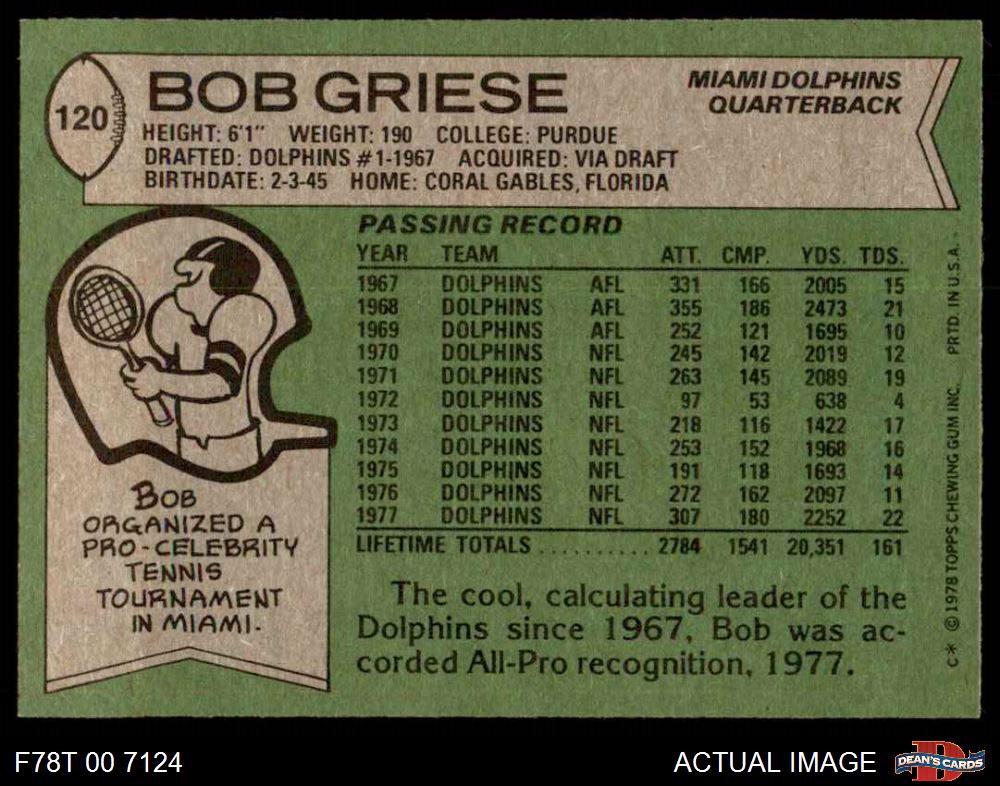 120
BOB GRIESE
MIAMI DOLPHINS
QUARTERBACK
HEIGHT: 6'1" WEIGHT: 190 COLLEGE: PURDUE
DRAFTED: DOLPHINS #1-1967 ACQUIRED: VIA DRAFT
BIRTHDATE: 2-3-45 HOME: CORAL GABLES, FLORIDA
PASSING RECORD
YEAR TEAM ATT. CMP. YDS. TDS.
1967 DOLPHINS AFL 331 166 2005 15
1968 DOLPHINS AFL 355 186 2473 21
1969 DOLPHINS AFL 252 121 1695 10
1970 DOLPHINS NFL 245 142 2019 12
1971 DOLPHINS NFL 263 145 2089 19
1972 DOLPHINS NFL 97 53 638 4
1973 DOLPHINS NFL 218 116 1422 17
1974 DOLPHINS NFL 253 152 1968 16
1975 DOLPHINS NFL 191 118 1693 14
1976 DOLPHINS NFL 272 162 2097 11
1977 DOLPHINS NFL 307 180 2252 22
LIFETIME TOTALS .......... 2784 1541 20,351 161
BOB
ORGANIZED A
PRO-CELEBRITY
TENNIS
TOURNAMENT
IN MIAMI.
The cool, calculating leader of the
Dolphins since 1967, Bob was ac-
corded All-Pro recognition, 1977.
C* © 1978 TOPPS CHEWING GUM INC. PRTD. IN U.S.A.
F78T 00 7124
ACTUAL IMAGE
D
DEAN'S CARDS